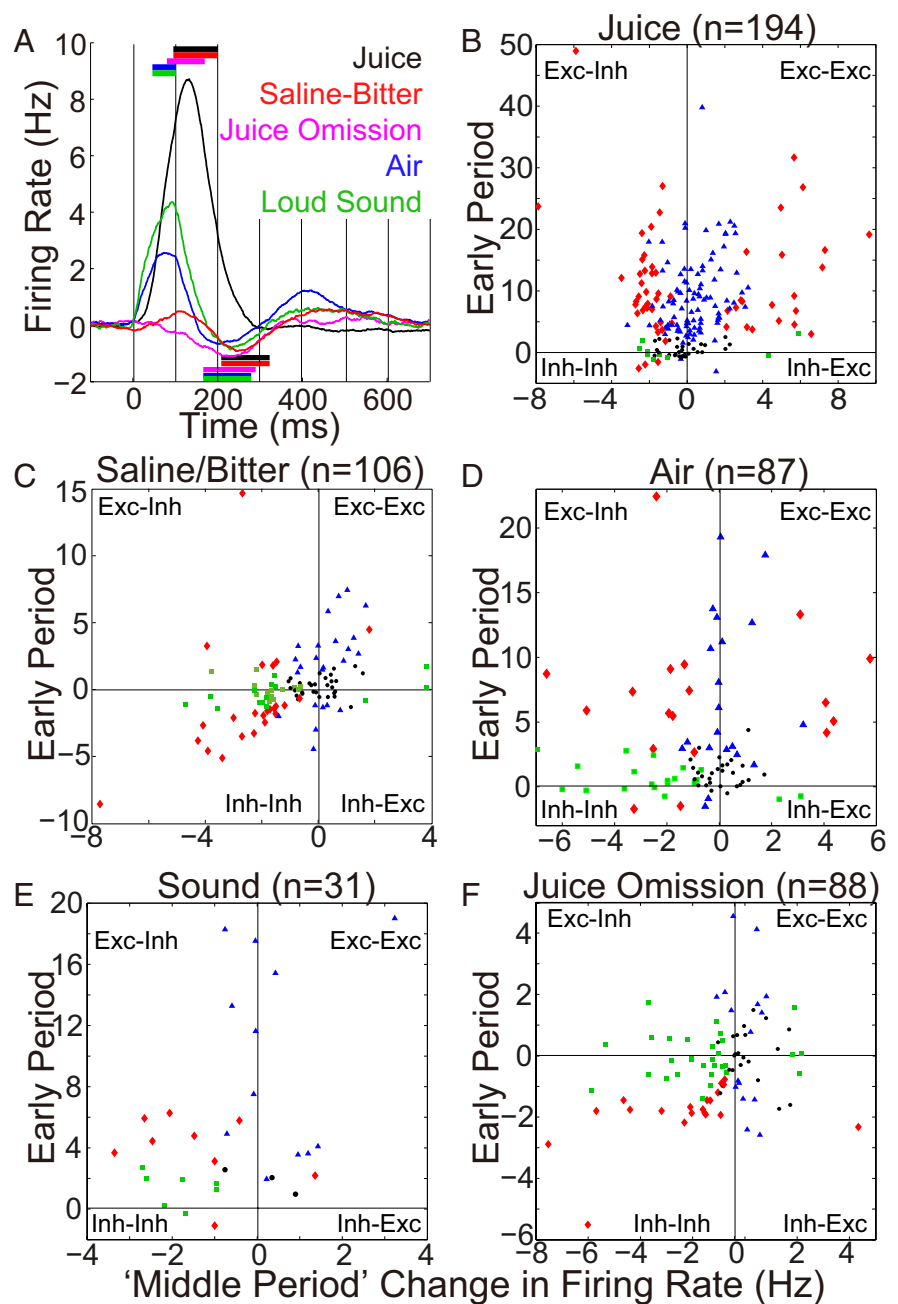 A
Firing Rate (Hz)
10
8
6
4
2
0
−2
0
200
400
600
Time (ms)
Juice
Saline-Bitter
Juice Omission
Air
Loud Sound
B
Juice (n=194)
Early Period
50
40
30
20
10
0
Exc-Inh
Exc-Exc
Inh-Inh
Inh-Exc
−8
−4
0
4
8
C
Saline/Bitter (n=106)
Early Period
15
10
5
0
−5
−10
Exc-Inh
Exc-Exc
Inh-Inh
Inh-Exc
−8
−4
0
4
D
Air (n=87)
Early Period
20
15
10
5
0
Exc-Inh
Exc-Exc
Inh-Inh
Inh-Exc
−6
−4
−2
0
2
4
6
E
Sound (n=31)
Early Period
20
16
12
8
4
0
Exc-Inh
Exc-Exc
Inh-Inh
Inh-Exc
−4
−2
0
2
4
F
Juice Omission (n=88)
Early Period
4
2
0
−2
−4
−6
Exc-Inh
Exc-Exc
Inh-Inh
Inh-Exc
−8
−6
−4
−2
0
2
4
‘Middle Period’ Change in Firing Rate (Hz)